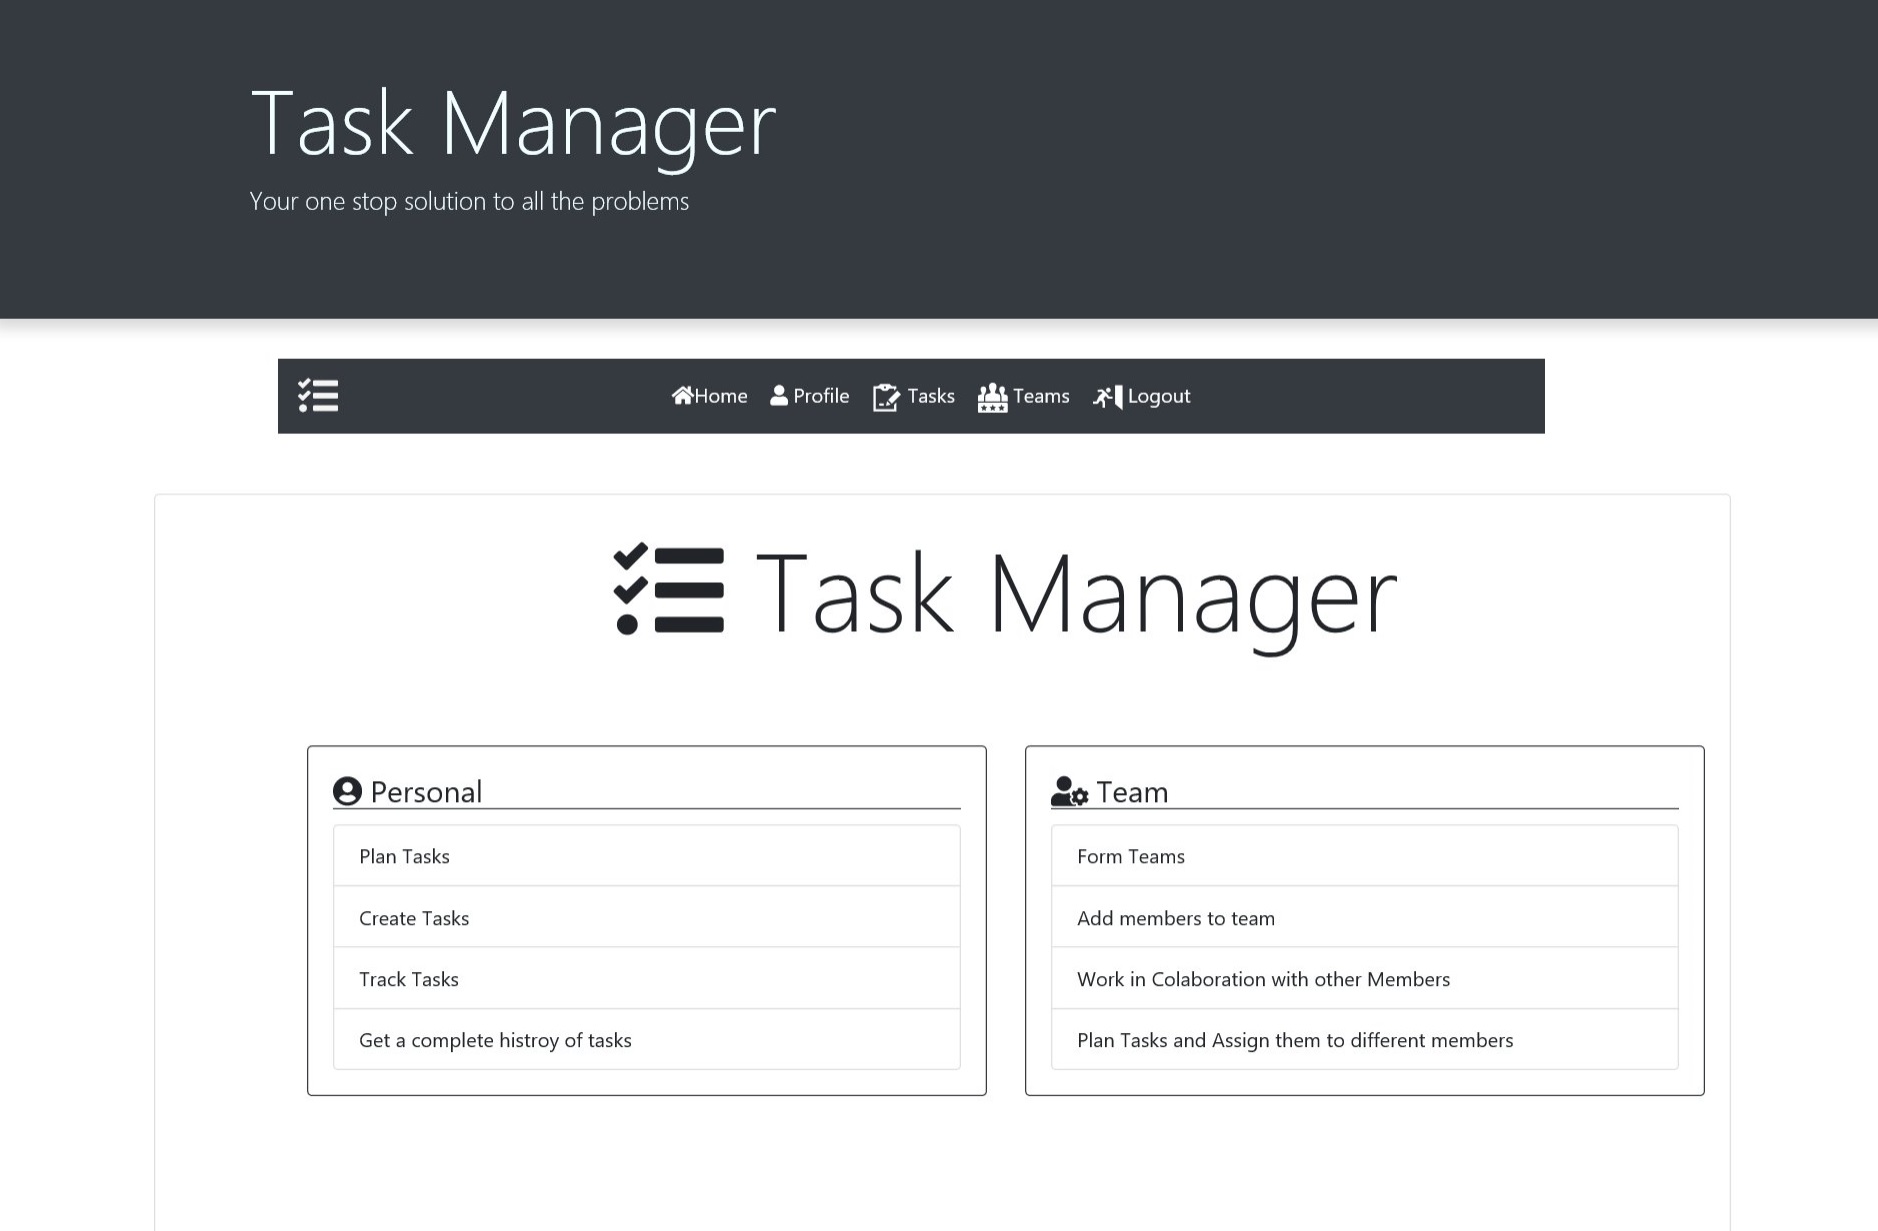 Task Manager
Your one stop solution to all the problems
Home Profile Tasks Teams Logout
Task Manager
Personal
Plan Tasks
Create Tasks
Track Tasks
Get a complete histroy of tasks
Team
Form Teams
Add members to team
Work in Colaboration with other Members
Plan Tasks and Assign them to different members